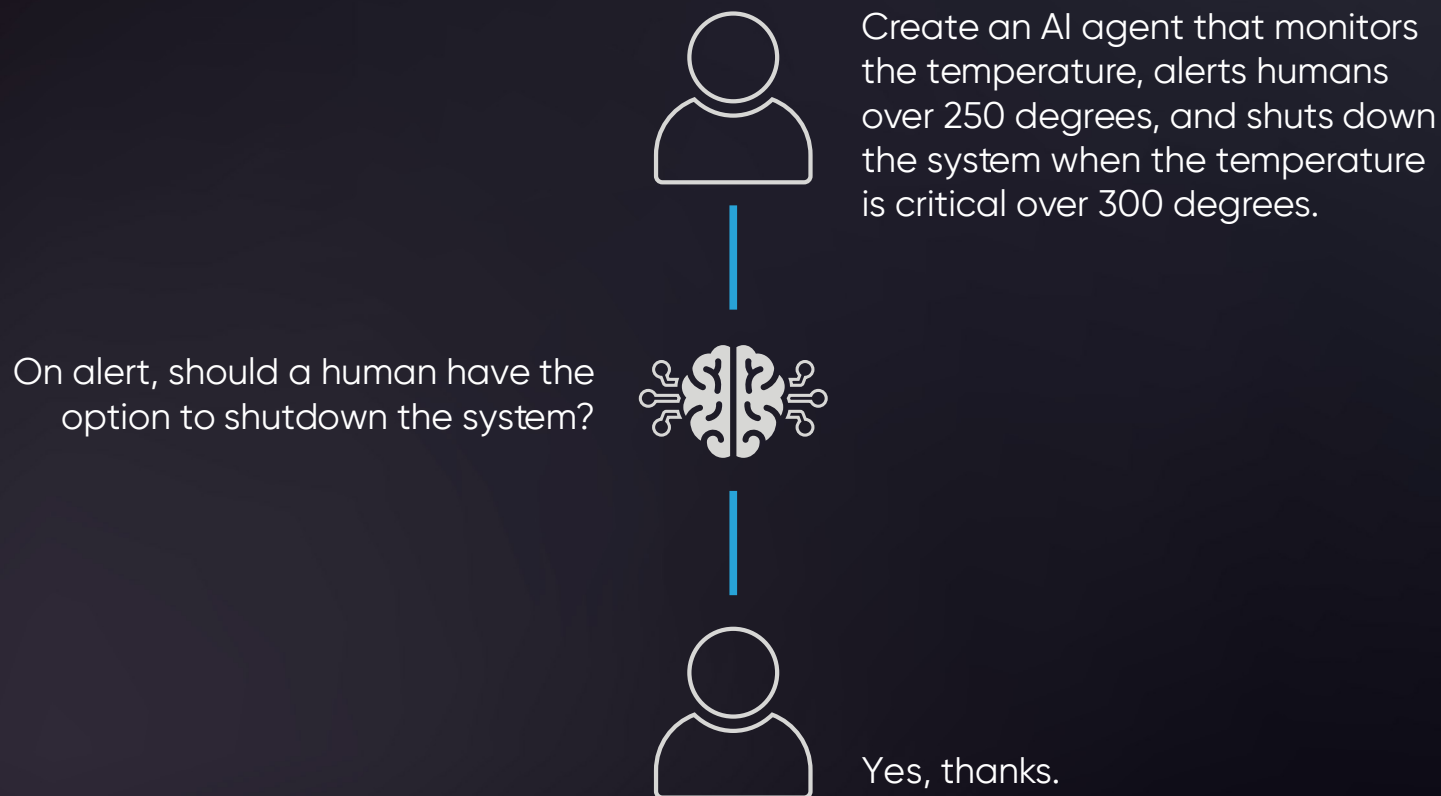 Create an AI agent that monitors
the temperature, alerts humans
over 250 degrees, and shuts down
the system when the temperature
is critical over 300 degrees.
On alert, should a human have the
option to shutdown the system?
Yes, thanks.